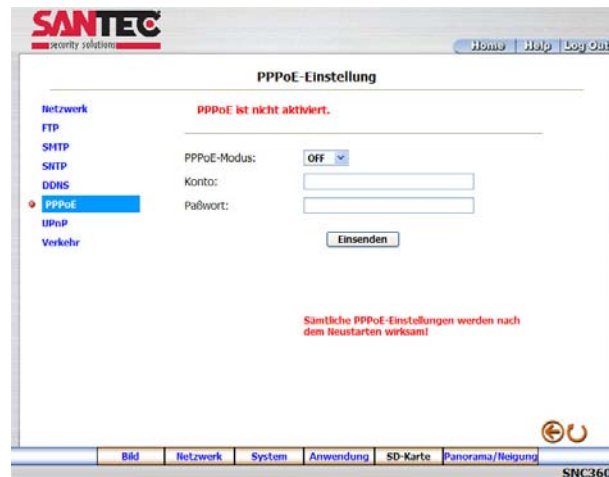 SANTEC
security solutions
Home Help Log Out
PPPoE-Einstellung
Netzwerk
FTP
SMTP
SNTP
DDNS
PPPoE
UPnP
Verkehr
PPPoE ist nicht aktiviert.
PPPoE-Modus: OFF
Konto:
Paßwort:
Einsenden
Sämtliche PPPoE-Einstellungen werden nach
dem Neustarten wirksam!
Bild Netzwerk System Anwendung SD-Karte Panorama/Neigung
SNC360